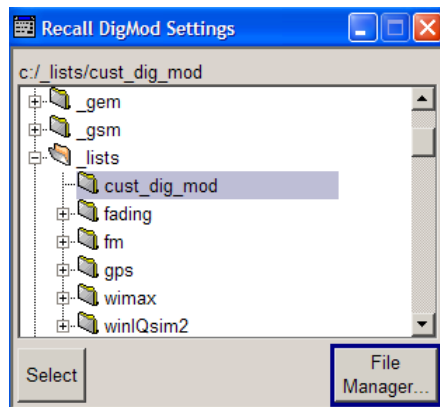 Recall DigMod Settings
c:/_lists/cust_dig_mod
_gem
_gsm
_lists
cust_dig_mod
fading
fm
gps
wimax
winIQsim2
Select
File
Manager...